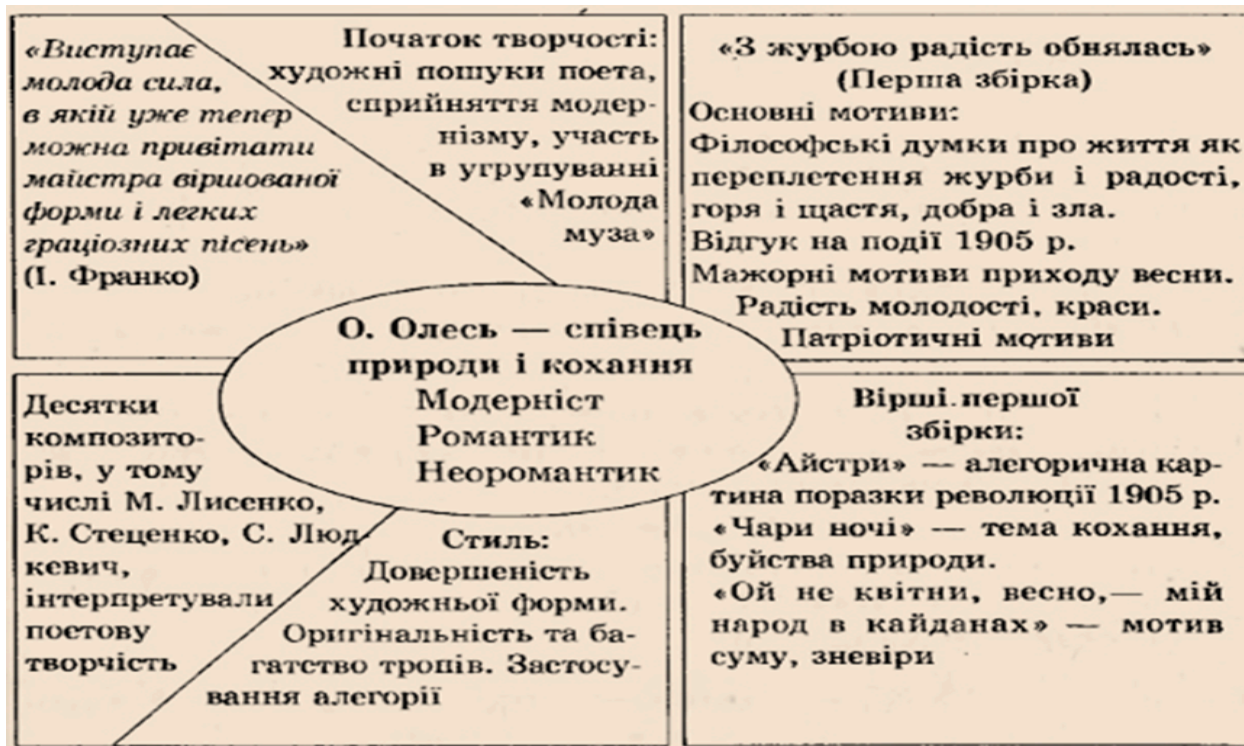 «Виступає
молода сила,
в якій уже тепер
можна привітати
майстра віршованої
форми і легких
граціозних пісень»
(І. Франко)
Початок творчості:
художні пошуки поета,
сприйняття модер-
нізму, участь
в угрупуванні
«Молода
муза»
«З журбою радість обнялась»
(Перша збірка)
Основні мотиви:
Філософські думки про життя як
переплетення журби і радості,
горя і щастя, добра і зла.
Відгук на події 1905 р.
Мажорні мотиви приходу весни.
Радість молодості, краси.
Патріотичні мотиви
О. Олесь — співець
природи і кохання
Модерніст
Романтик
Неоромантик
Десятки
композито-
рів, у тому
числі М. Лисенко,
К. Стеценко, С. Люд-
кевич,
інтерпретували
поетову
творчість
Стиль:
Довершеність
художньої форми.
Оригінальність та ба-
гатство тропів. Застосу-
вання алегорії
Вірші першої
збірки:
«Айстри» — алегорична кар-
тина поразки революції 1905 р.
«Чари ночі» — тема кохання,
буйства природи.
«Ой не квітни, весно,— мій
народ в кайданах» — мотив
суму, зневіри